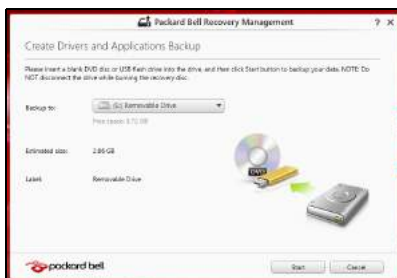 Packard Bell Recovery Management
? ×
Create Drivers and Applications Backup
Please insert a blank DVD disc or USB flash drive into the drive, and then click Start button to backup your data. NOTE: Do
NOT disconnect the drive while burning the recovery disc.
Backup to:
Removable Drive
Free space:
Estimated size:
2.86 GB
Label:
Removable Drive
DVD
packard bell
Start
Cancel